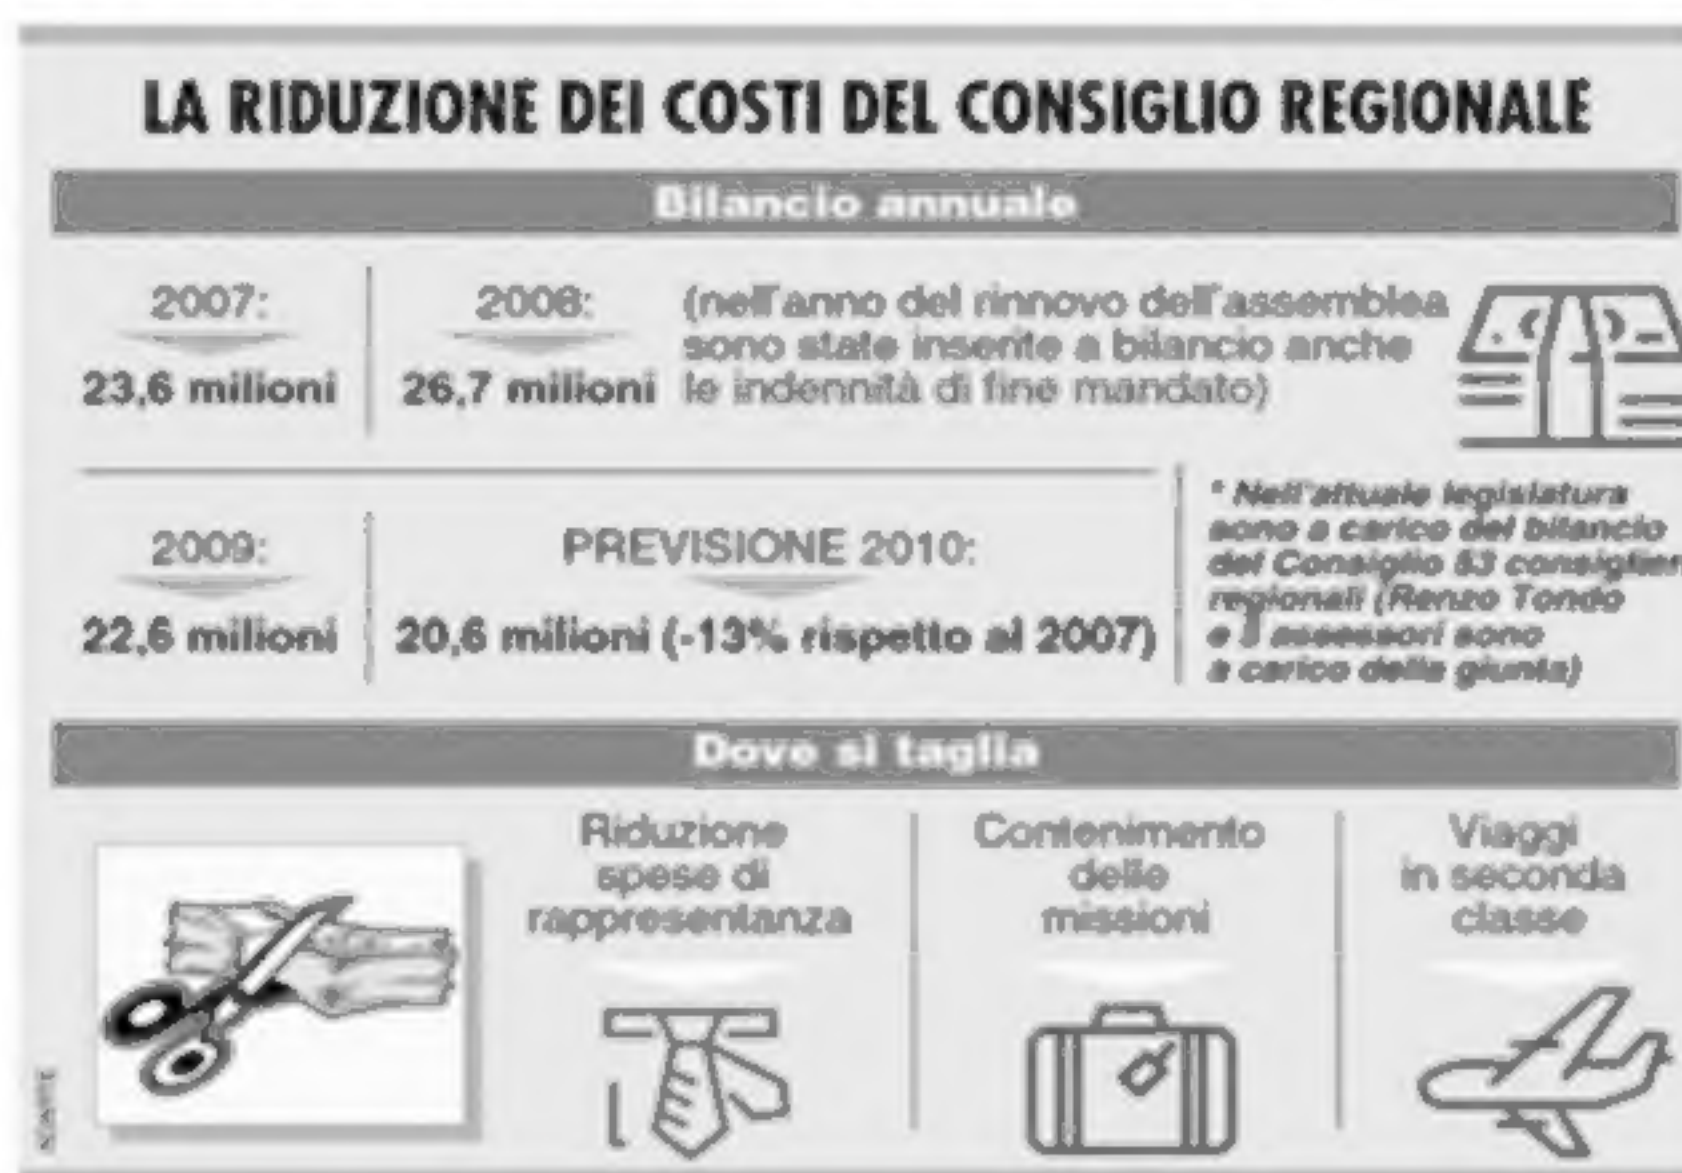 LA RIDUZIONE DEI COSTI DEL CONSIGLIO REGIONALE
Bilancio annuale
2007:
23,6 milioni
2008:
26,7 milioni
(nell'anno del rinnovo dell'assemblea
sono state inserite a bilancio anche
le indennità di fine mandato)
2009:
22,6 milioni
PREVISIONE 2010:
20,6 milioni (-13% rispetto al 2007)
* Nell'attuale legislatura
sono a carico del bilancio
del Consiglio 53 consiglieri
regionali (Renzo Tondo
e assessori sono
a carico della giunta)
Dove si taglia
Riduzione
spese di
rappresentanza
Contenimento
delle
missioni
Viaggi
in seconda
classe